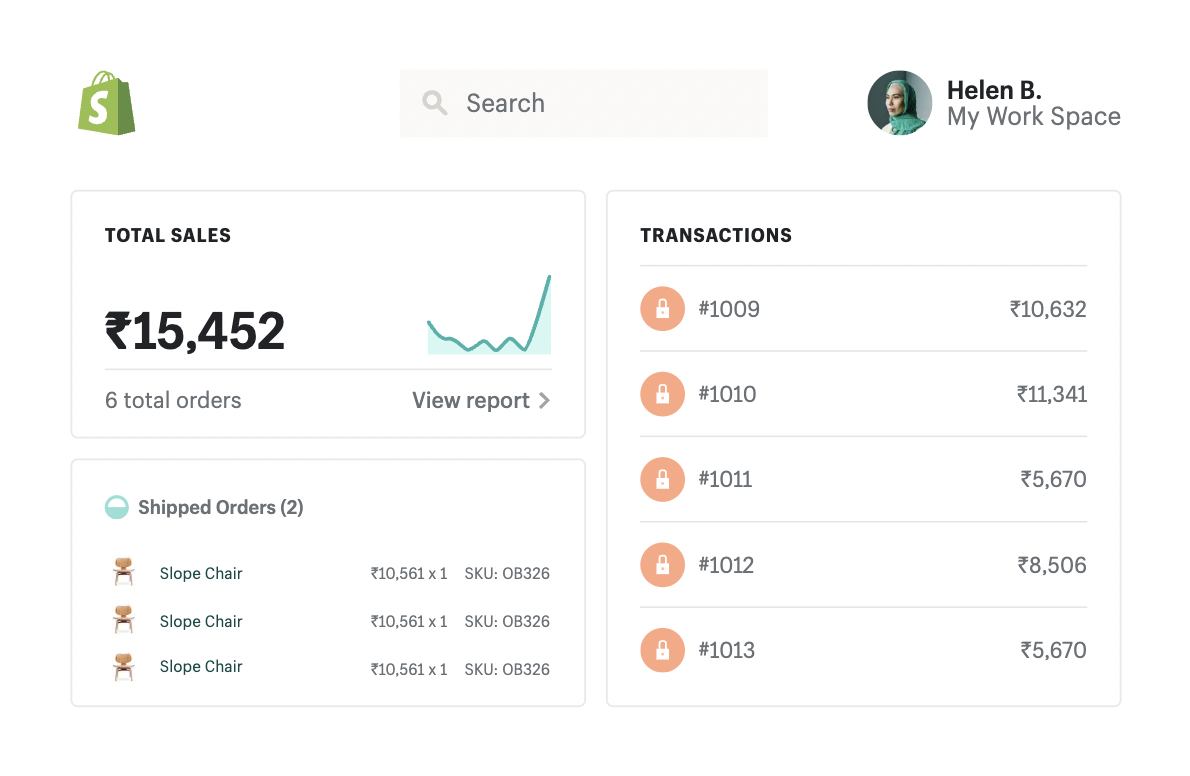 S
Search
Helen B.
My Work Space
TOTAL SALES
₹15,452
6 total orders
View report
Shipped Orders (2)
Slope Chair ₹10,561 x 1 SKU: OB326
Slope Chair ₹10,561 x 1 SKU: OB326
Slope Chair ₹10,561 x 1 SKU: OB326
TRANSACTIONS
#1009 ₹10,632
#1010 ₹11,341
#1011 ₹5,670
#1012 ₹8,506
#1013 ₹5,670